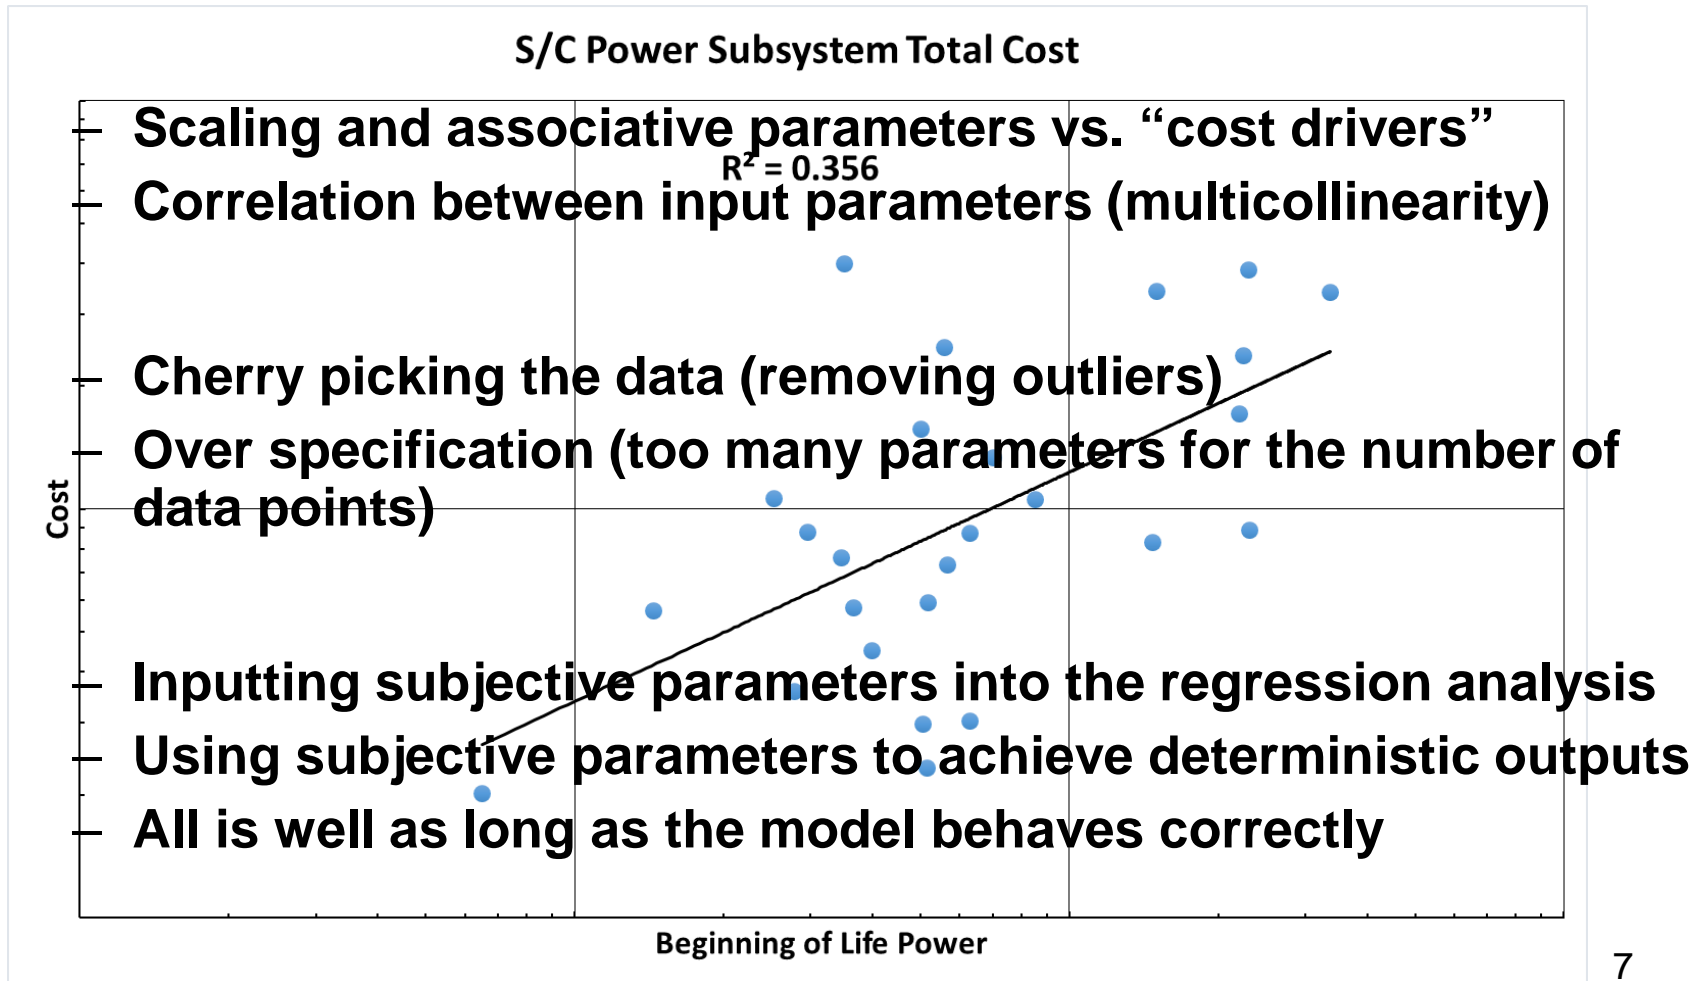 S/C Power Subsystem Total Cost
– Scaling and associative parameters vs. “cost drivers”
R² = 0.356
– Correlation between input parameters (multicollinearity)
– Cherry picking the data (removing outliers)
– Over specification (too many parameters for the number of
data points)
Cost
– Inputting subjective parameters into the regression analysis
– Using subjective parameters to achieve deterministic outputs
– All is well as long as the model behaves correctly
Beginning of Life Power
7